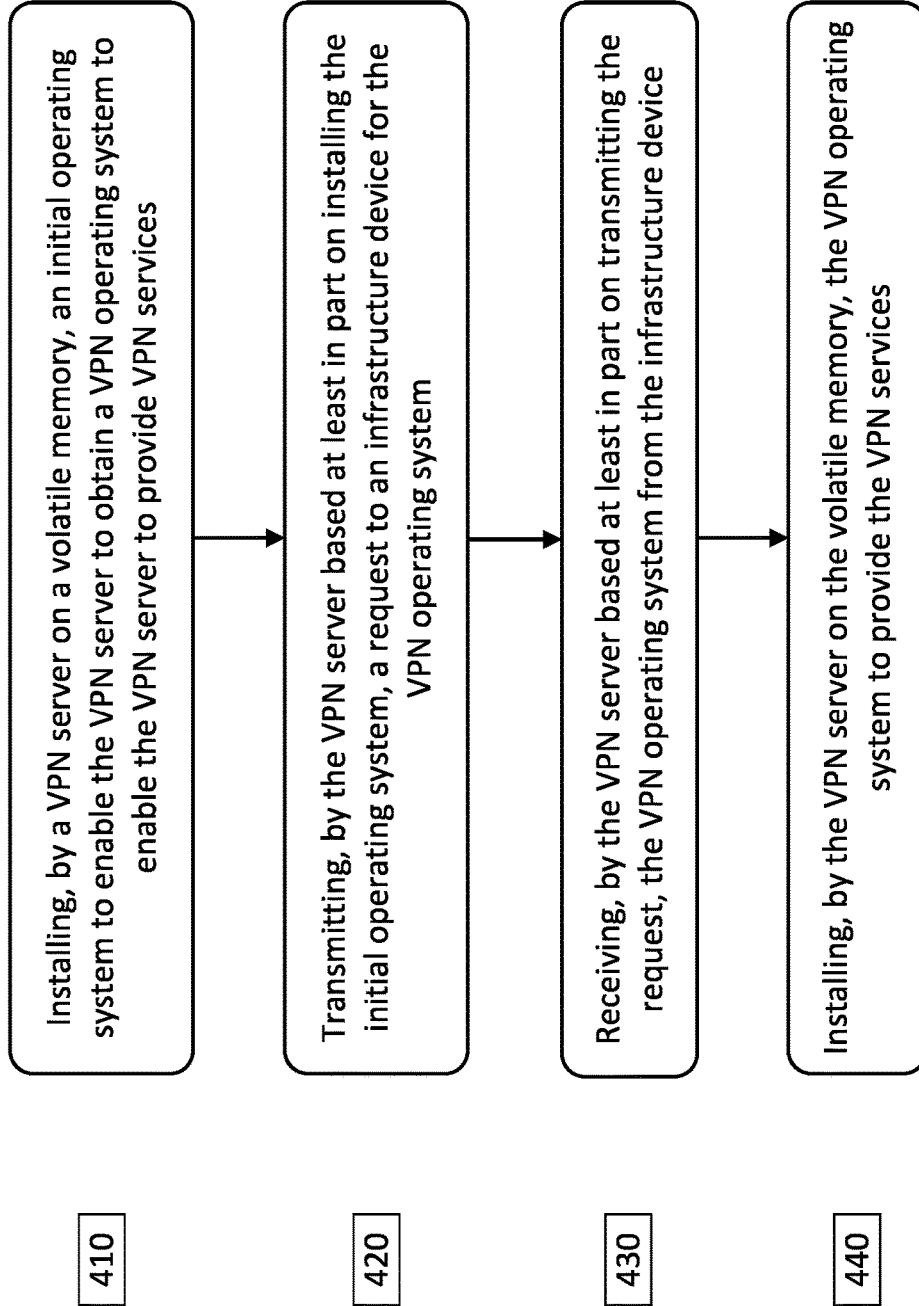 410
Installing, by a VPN server on a volatile memory, an initial operating
system to enable the VPN server to obtain a VPN operating system to
enable the VPN server to provide VPN services
420
Transmitting, by the VPN server based at least in part on installing the
initial operating system, a request to an infrastructure device for the
VPN operating system
430
Receiving, by the VPN server based at least in part on transmitting the
request, the VPN operating system from the infrastructure device
440
Installing, by the VPN server on the volatile memory, the VPN operating
system to provide the VPN services